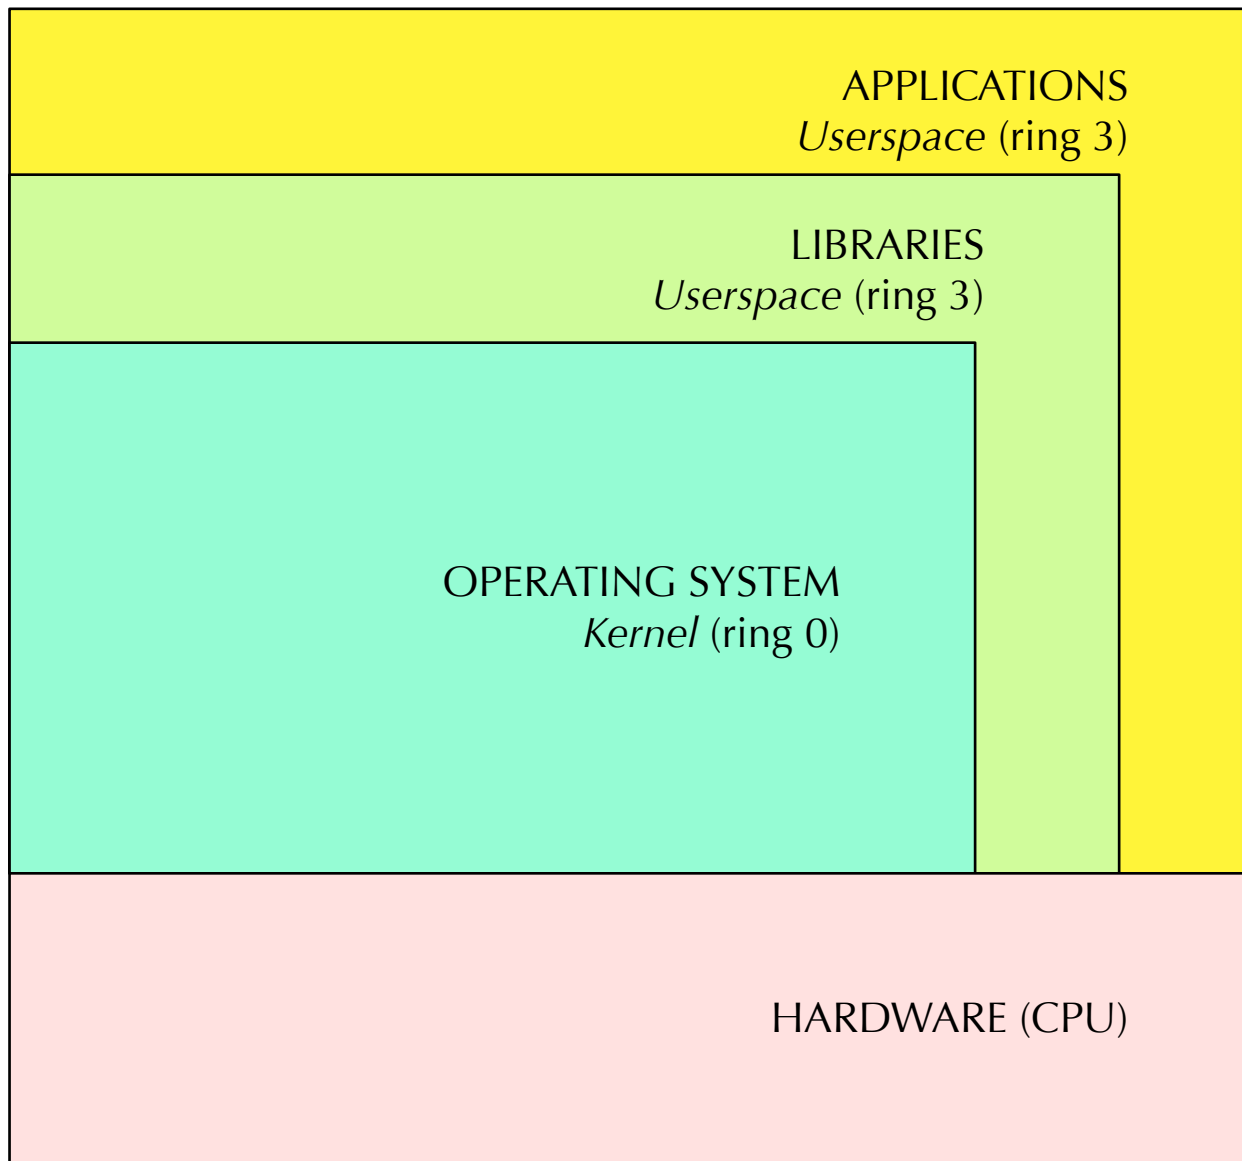 APPLICATIONS
Userspace (ring 3)
LIBRARIES
Userspace (ring 3)
OPERATING SYSTEM
Kernel (ring 0)
HARDWARE (CPU)